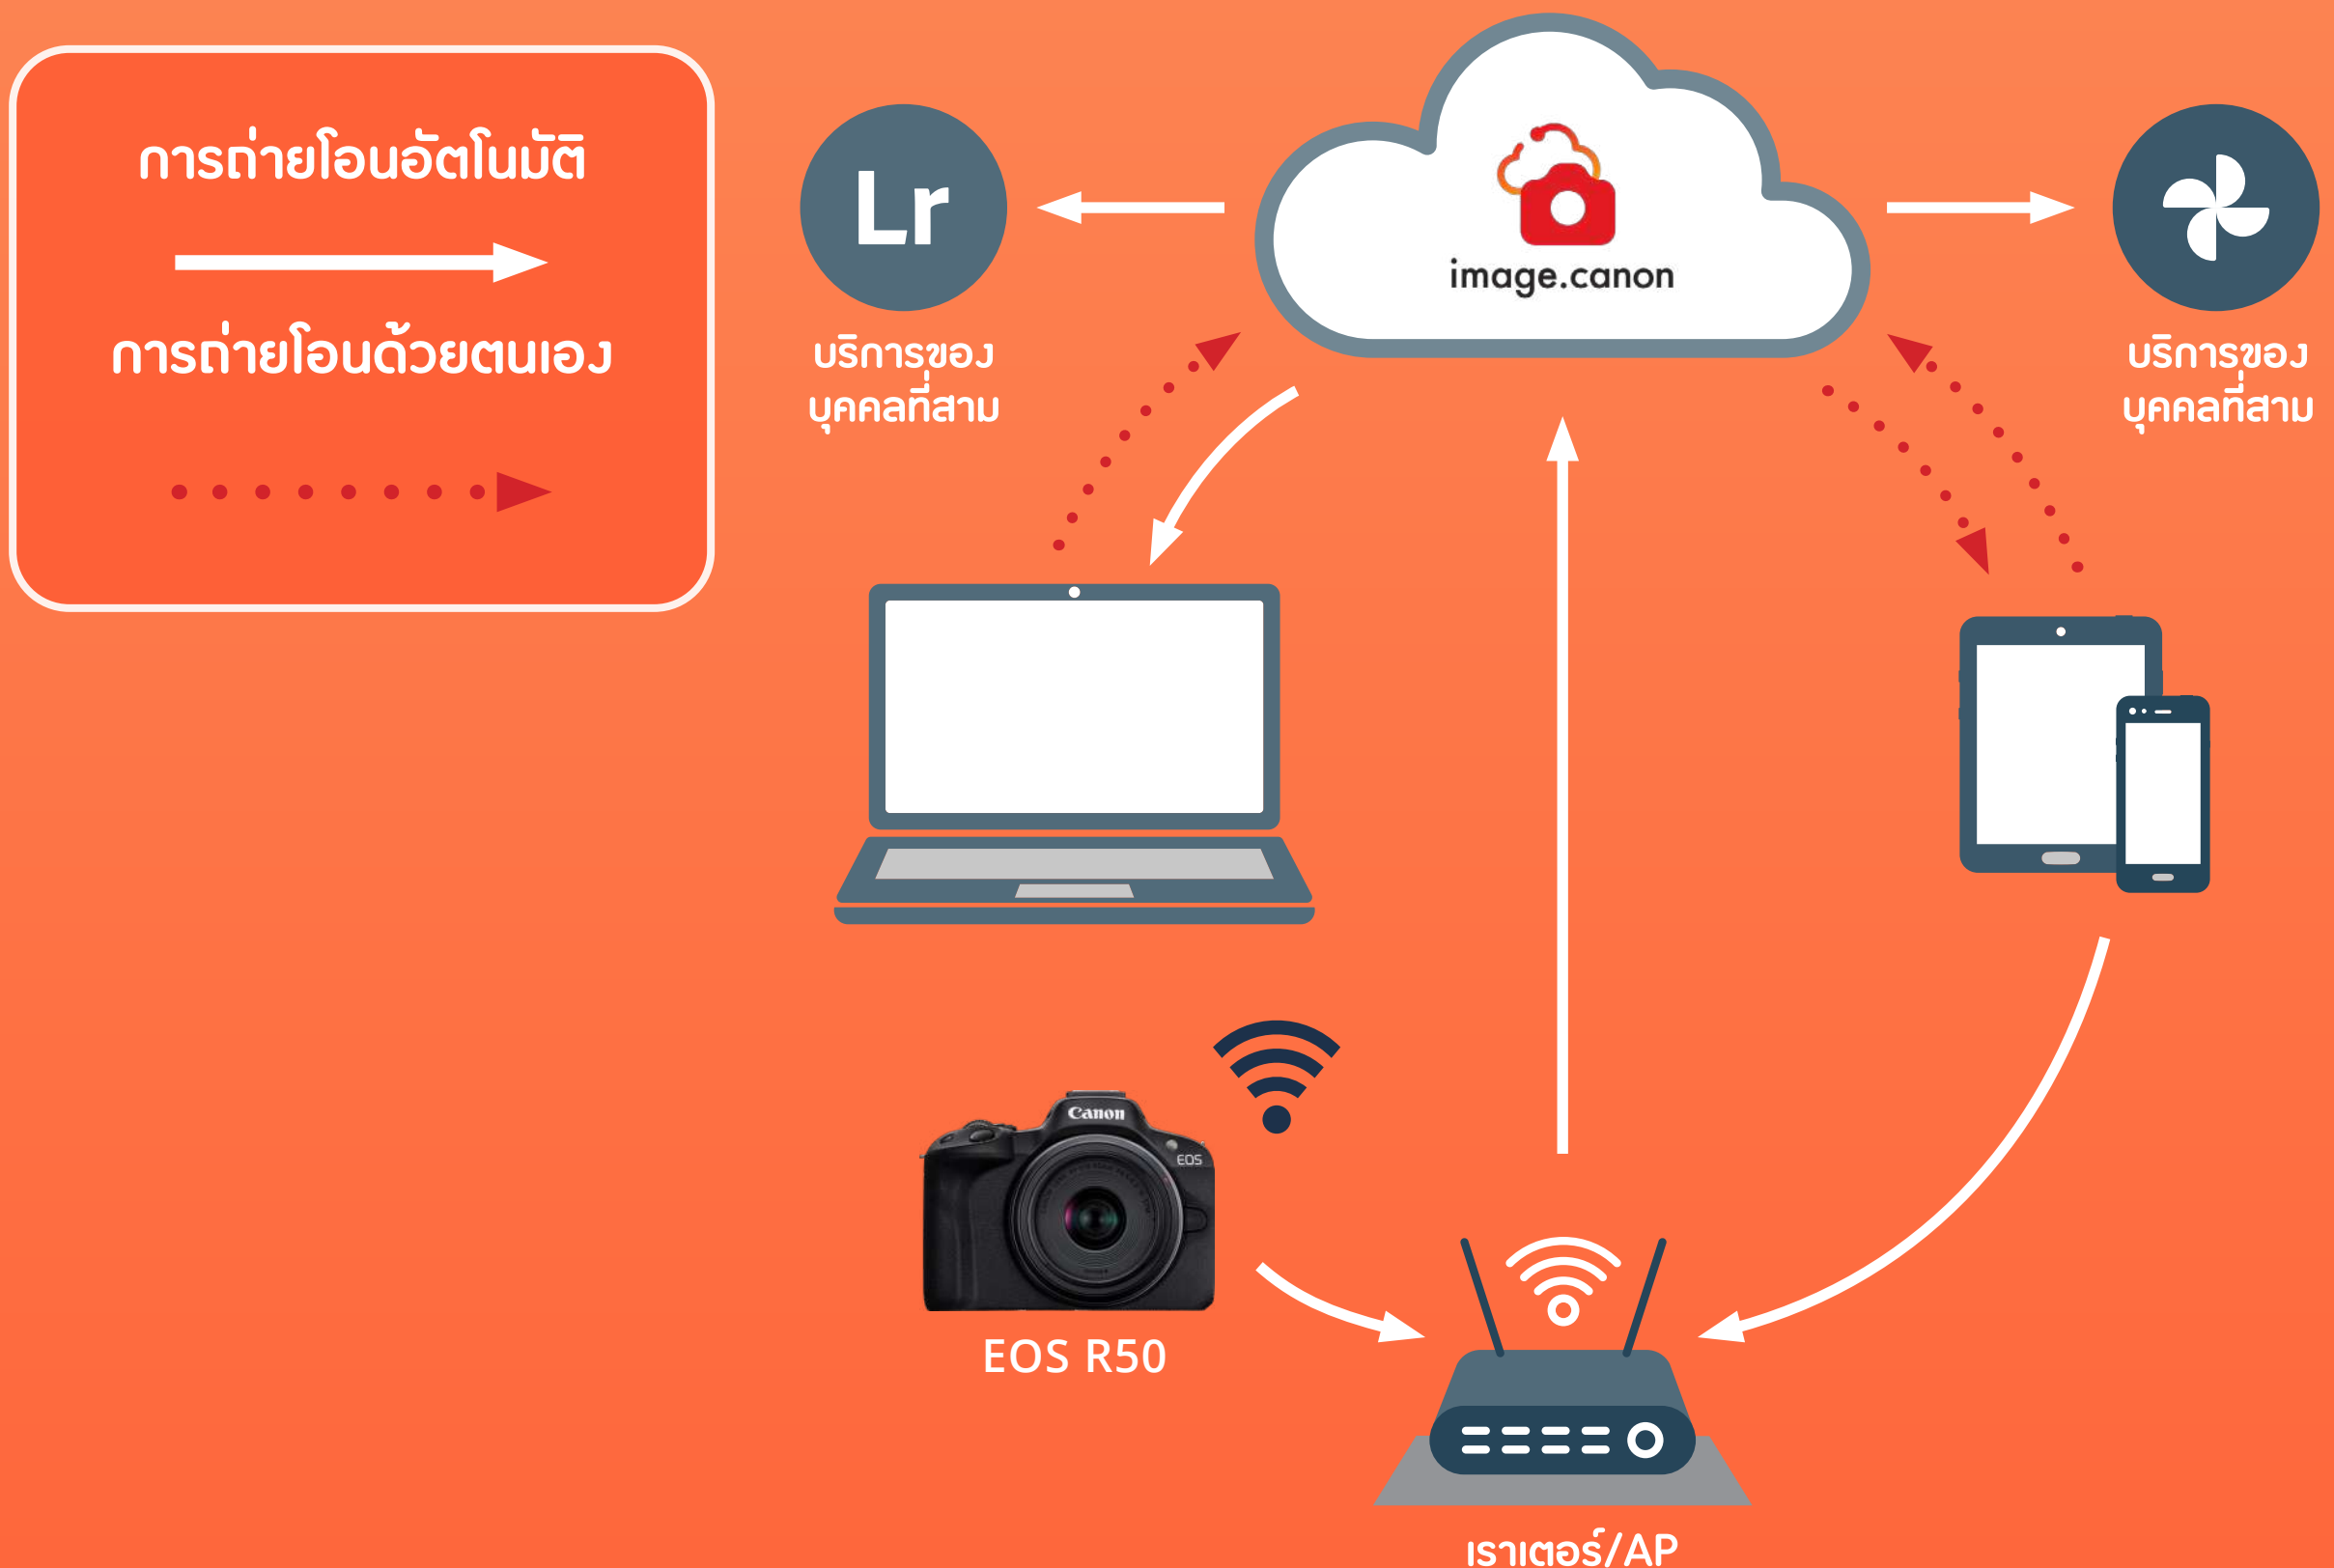 การถ่ายโอนอัตโนมัติ
การถ่ายโอนด้วยตนเอง
Lr
บริการของ
บุคคลที่สาม
image.canon
บริการของ
บุคคลที่สาม
Canon
EOS
EOS R50
เราเตอร์/AP